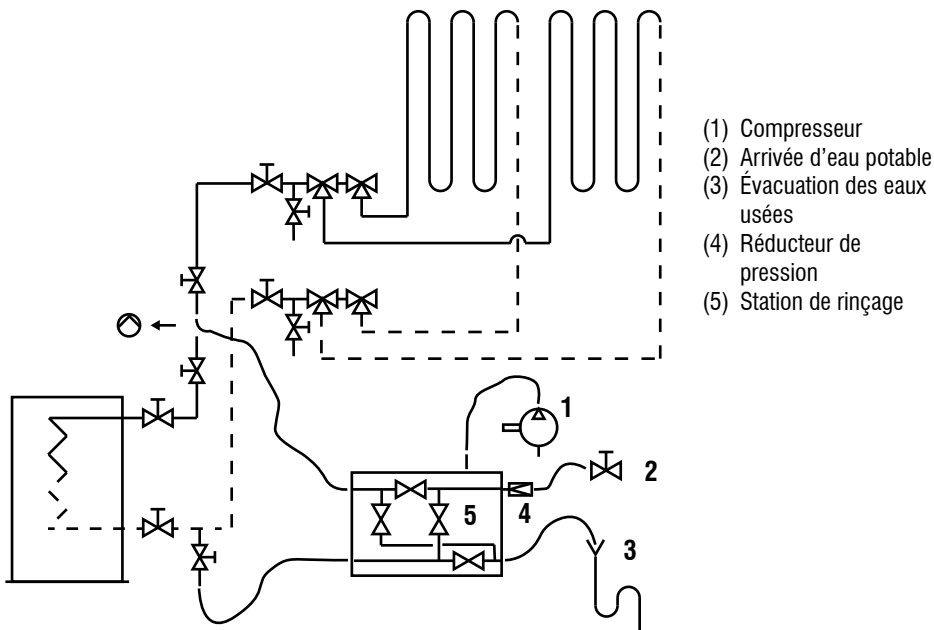 (1) Compresseur
(2) Arrivée d’eau potable
(3) Évacuation des eaux
usées
(4) Réducteur de
pression
(5) Station de rinçage
1
2
5
4
3